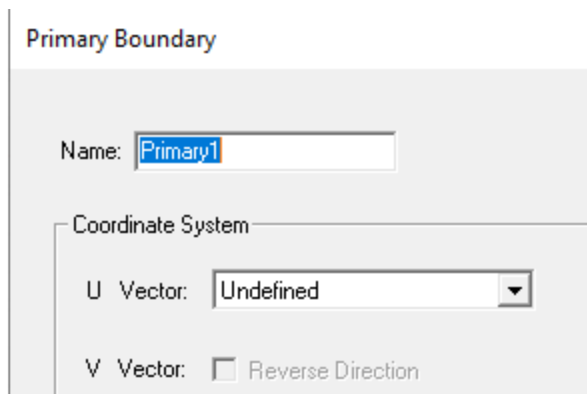 Primary Boundary
Name: Primary1
Coordinate System
U Vector: Undefined
V Vector: Reverse Direction